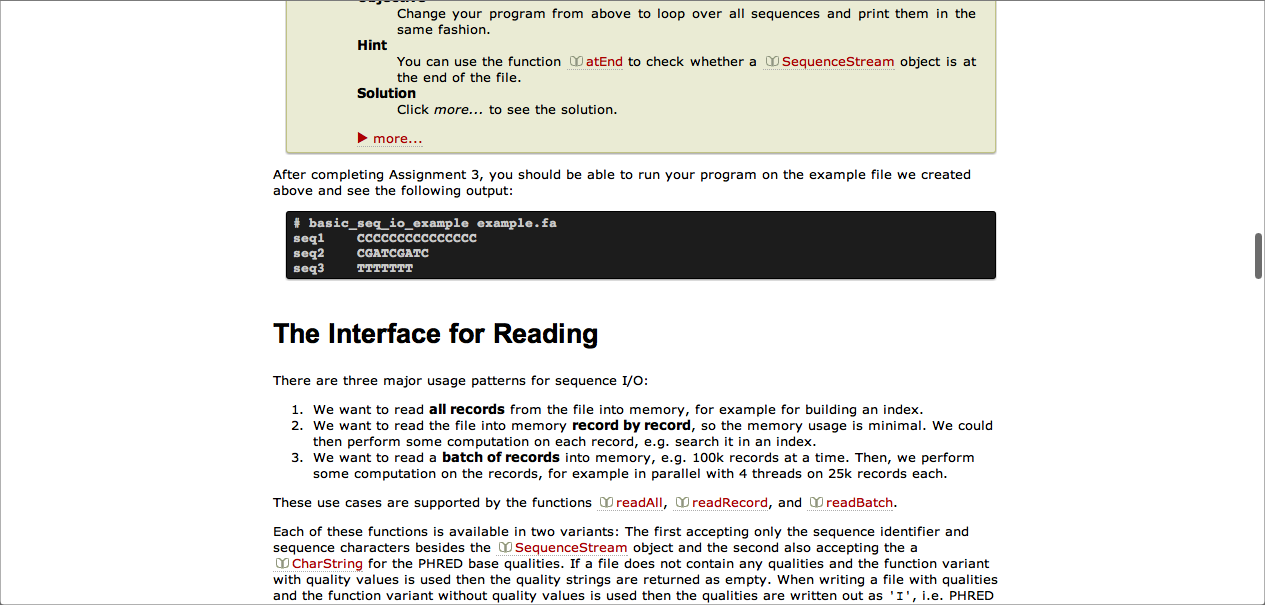 Objective
Change your program from above to loop over all sequences and print them in the
same fashion.
Hint
You can use the function atEnd to check whether a SequenceStream object is at
the end of the file.
Solution
Click more... to see the solution.
more...
After completing Assignment 3, you should be able to run your program on the example file we created
above and see the following output:
# basic_seq_io_example example.fa
seq1    CCCCCCCCCCCCCCC
seq2    CGATCGATC
seq3    TTTTTTT
The Interface for Reading
There are three major usage patterns for sequence I/O:
1. We want to read all records from the file into memory, for example for building an index.
2. We want to read the file into memory record by record, so the memory usage is minimal. We could
then perform some computation on each record, e.g. search it in an index.
3. We want to read a batch of records into memory, e.g. 100k records at a time. Then, we perform
some computation on the records, for example in parallel with 4 threads on 25k records each.
These use cases are supported by the functions readAll, readRecord, and readBatch.
Each of these functions is available in two variants: The first accepting only the sequence identifier and
sequence characters besides the SequenceStream object and the second also accepting the a
CharString for the PHRED base qualities. If a file does not contain any qualities and the function variant
with quality values is used then the quality strings are returned as empty. When writing a file with qualities
and the function variant without quality values is used then the qualities are written out as 'I', i.e. PHRED